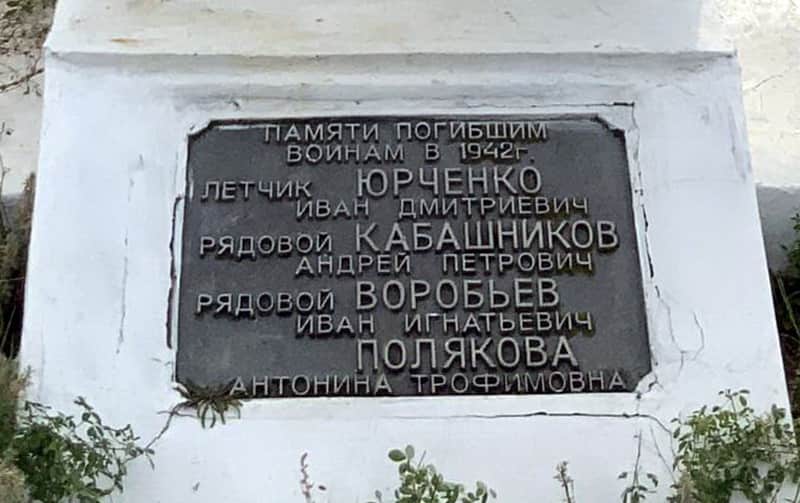 ПАМЯТИ ПОГИБШИМ
ВОИНАМ В 1942г.
ЛЕТЧИК ЮРЧЕНКО
ИВАН ДМИТРИЕВИЧ
РЯДОВОЙ КАБАШНИКОВ
АНДРЕЙ ПЕТРОВИЧ
РЯДОВОЙ ВОРОБЬЕВ
ИВАН ИГНАТЬЕВИЧ
ПОЛЯКОВА
АНТОНИНА ТРОФИМОВНА